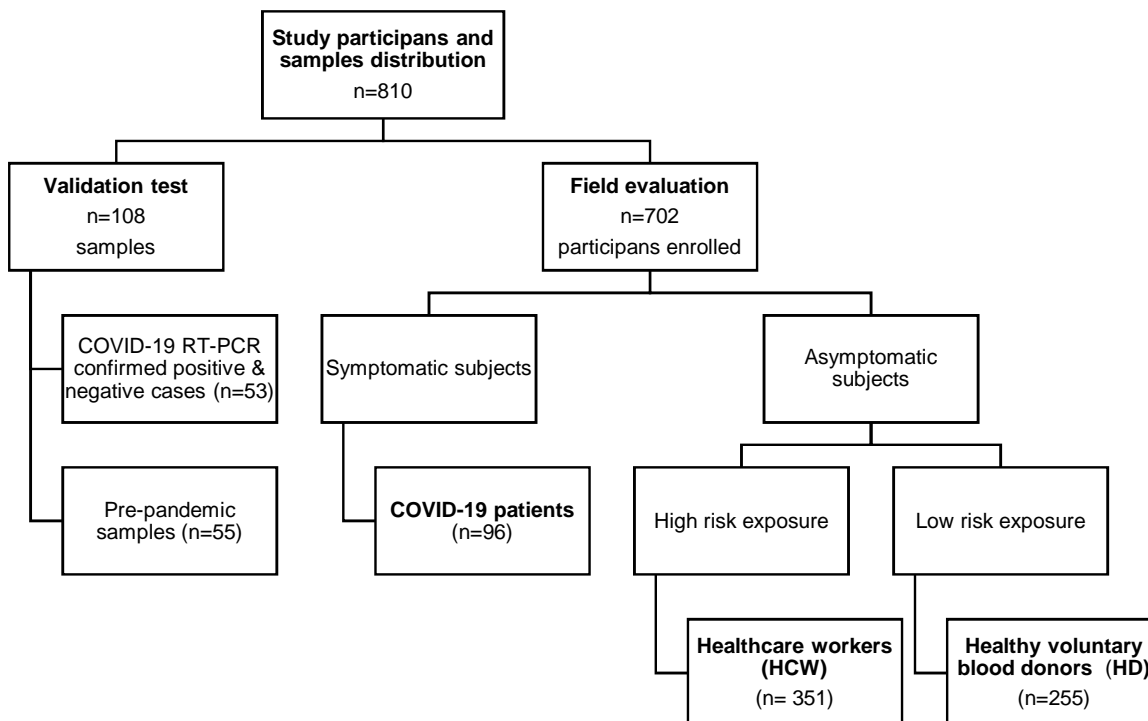 Study participans and
samples distribution
n=810
Validation test
n=108
samples
Field evaluation
n=702
participans enrolled
COVID-19 RT-PCR
confirmed positive &
negative cases (n=53)
Symptomatic subjects
Asymptomatic
subjects
Pre-pandemic
samples (n=55)
COVID-19 patients
(n=96)
High risk exposure
Low risk exposure
Healthcare workers
(HCW)
(n= 351)
Healthy voluntary
blood donors (HD)
(n=255)